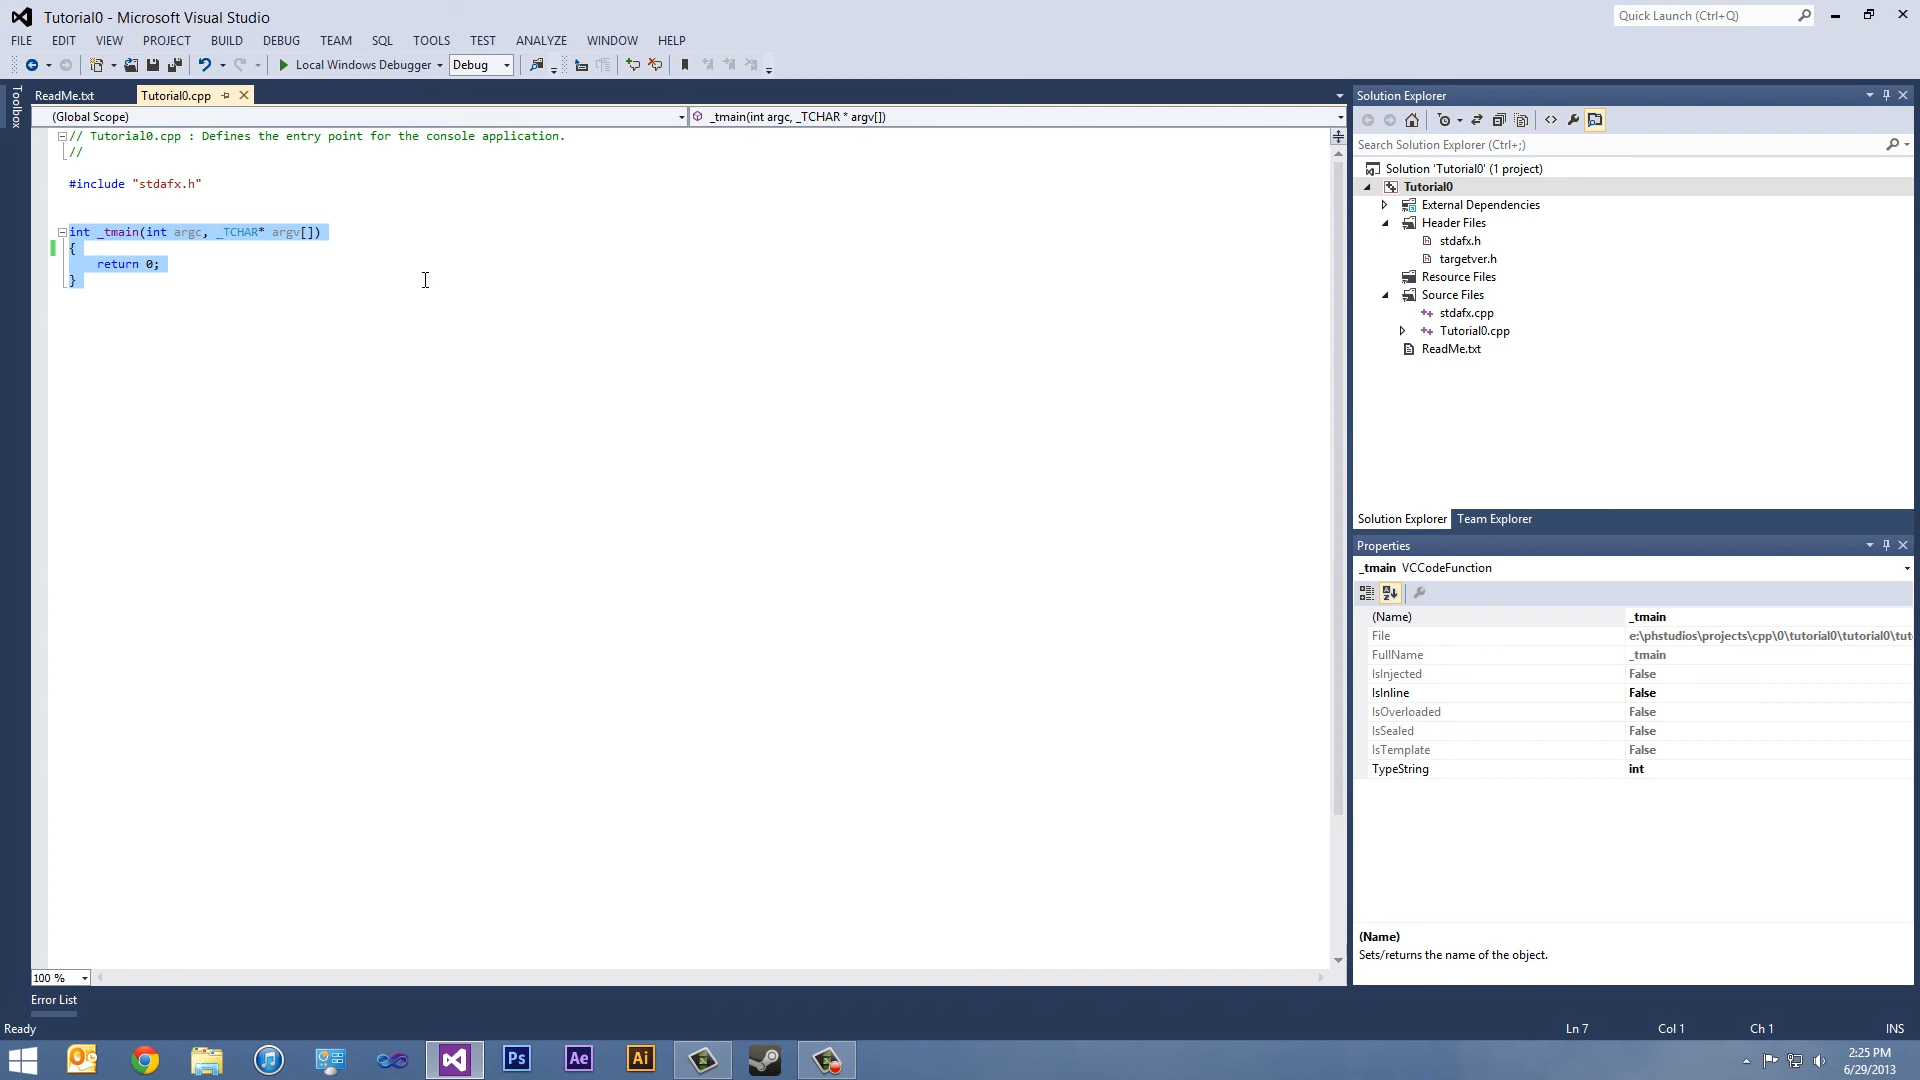 Tutorial0 - Microsoft Visual Studio
Quick Launch (Ctrl+Q)
FILE EDIT VIEW PROJECT BUILD DEBUG TEAM SQL TOOLS TEST ANALYZE WINDOW HELP
Local Windows Debugger Debug
Toolbox
ReadMe.txt Tutorial0.cpp
(Global Scope) _tmain(int argc, _TCHAR * argv[])
// Tutorial0.cpp : Defines the entry point for the console application.
//
#include "stdafx.h"
int _tmain(int argc, _TCHAR* argv[])
{
return 0;
}
100 %
Solution Explorer
Search Solution Explorer (Ctrl+;)
Solution 'Tutorial0' (1 project)
Tutorial0
External Dependencies
Header Files
stdafx.h
targetver.h
Resource Files
Source Files
stdafx.cpp
Tutorial0.cpp
ReadMe.txt
Solution Explorer Team Explorer
Properties
_tmain VCCodeFunction
(Name) _tmain
File e:\phstudios\projects\cpp\0\tutorial0\tutorial0\tut
FullName _tmain
IsInjected False
IsInline False
IsOverloaded False
IsSealed False
IsTemplate False
TypeString int
(Name)
Sets/returns the name of the object.
Error List
Ready Ln 7 Col 1 Ch 1 INS
Ps Ae Ai
2:25 PM
6/29/2013